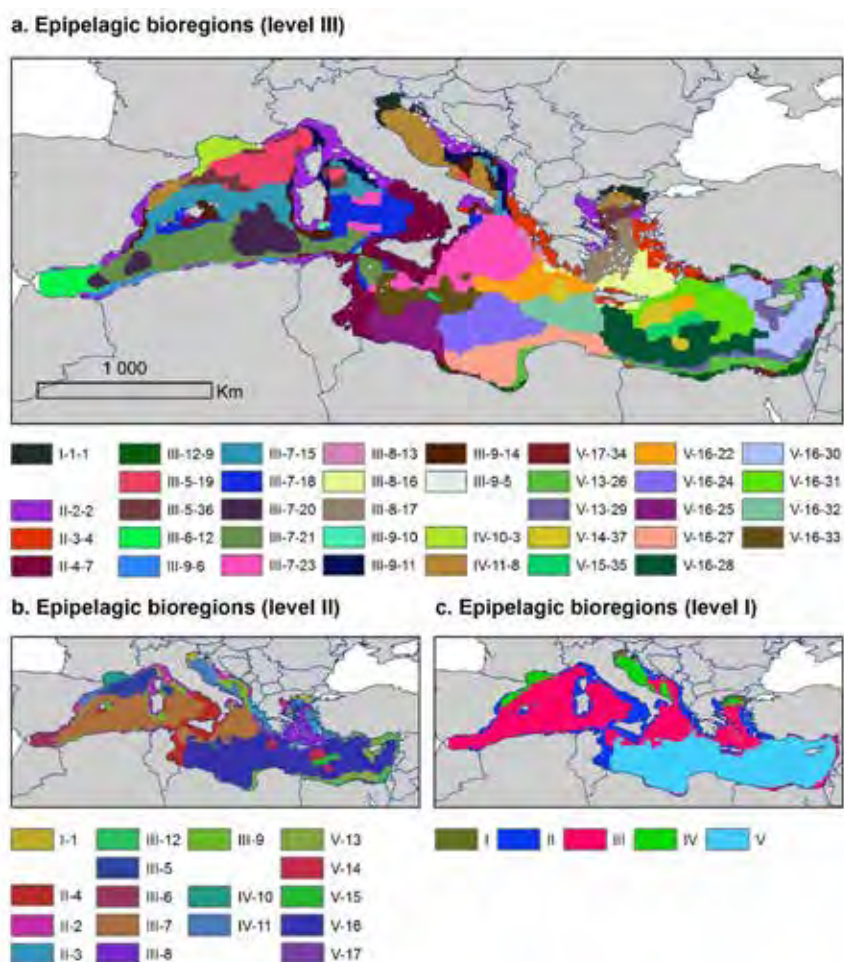 a. Epipelagic bioregions (level III)
1 000
Km
I-1-1 III-12-9 III-7-15 III-8-13 III-9-14 V-17-34 V-16-22 V-16-30
III-5-19 III-7-18 III-8-16 III-9-5 V-13-26 V-16-24 V-16-31
II-2-2 III-5-36 III-7-20 III-8-17 V-13-29 V-16-25 V-16-32
II-3-4 III-6-12 III-7-21 III-9-10 IV-10-3 V-14-37 V-16-27 V-16-33
II-4-7 III-9-6 III-7-23 III-9-11 IV-11-8 V-15-35 V-16-28
b. Epipelagic bioregions (level II) c. Epipelagic bioregions (level I)
I-1 III-12 III-9 V-13 I II III IV V
III-5 V-14
II-4 III-6 IV-10 V-15
II-2 III-7 IV-11 V-16
II-3 III-8 V-17